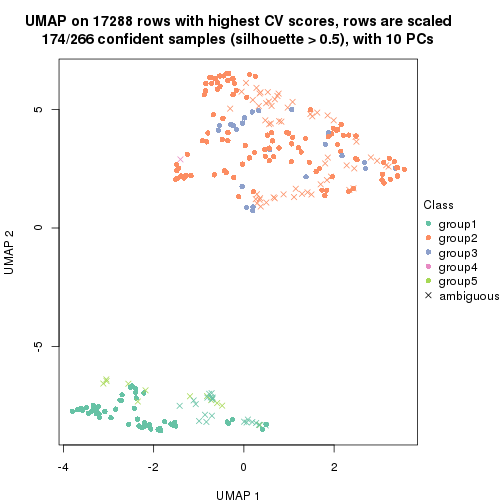 UMAP on 17288 rows with highest CV scores, rows are scaled
174/266 confident samples (silhouette > 0.5), with 10 PCs
5
0
-5
UMAP 2
-4
-2
0
2
UMAP 1
Class
group1
group2
group3
group4
group5
ambiguous